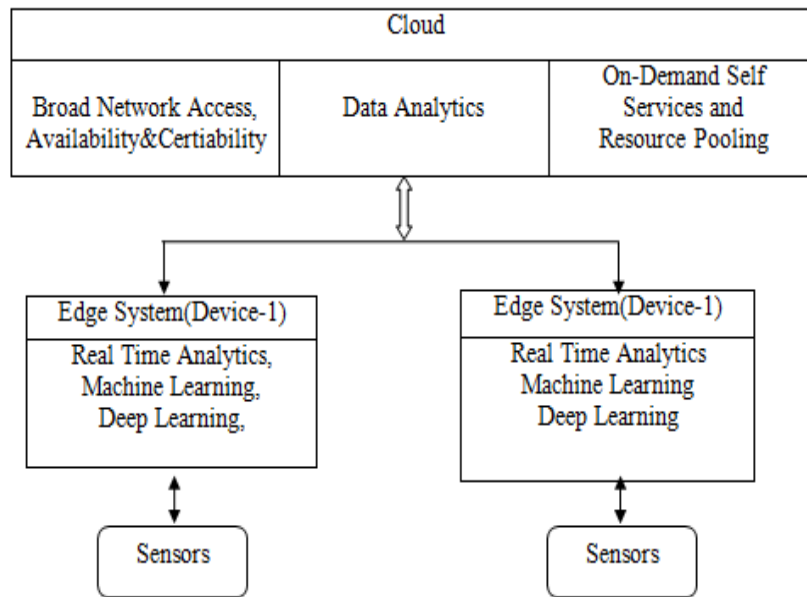 Cloud
Broad Network Access,
Availability&Certiability
Data Analytics
On-Demand Self
Services and
Resource Pooling
Edge System(Device-1)
Real Time Analytics,
Machine Learning,
Deep Learning,
Edge System(Device-1)
Real Time Analytics
Machine Learning
Deep Learning
Sensors
Sensors